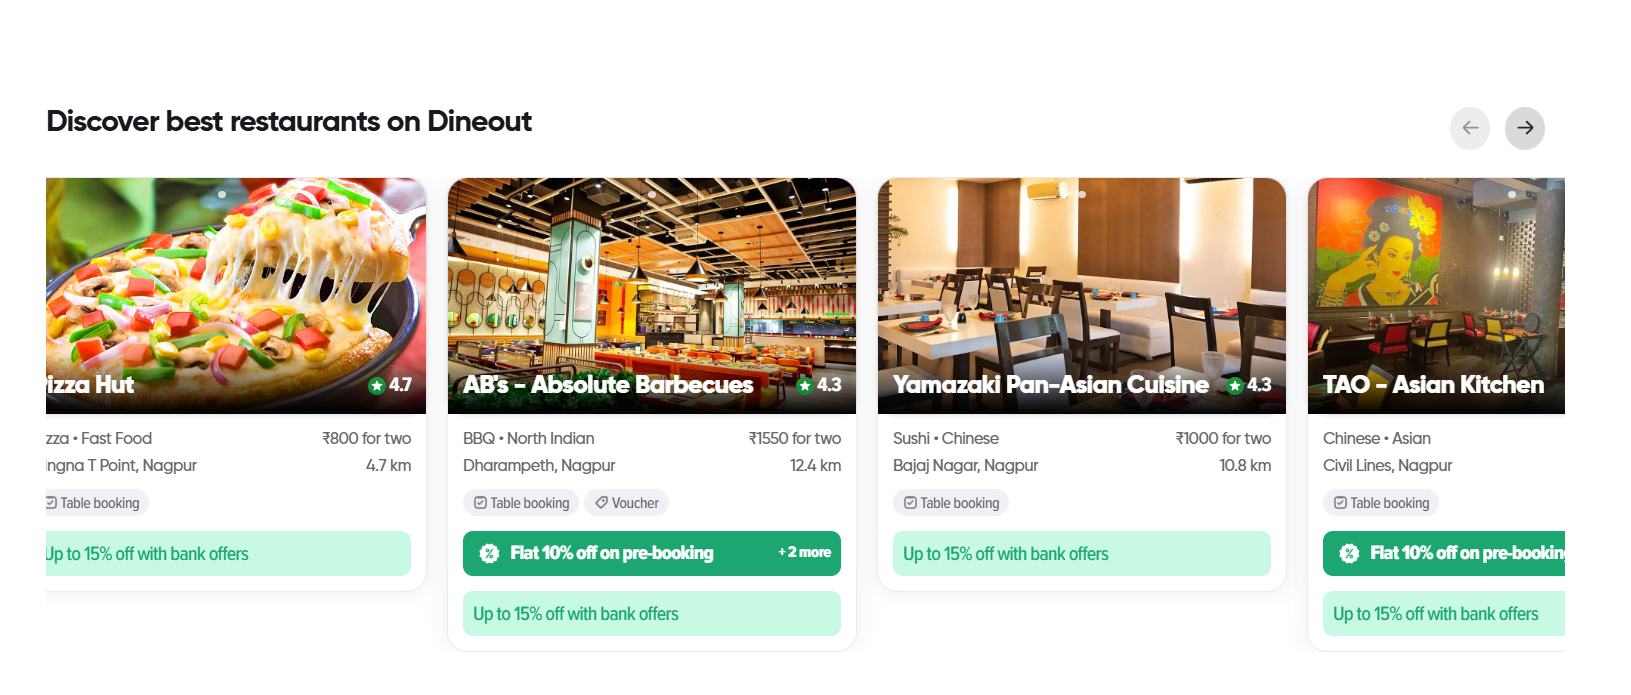 Discover best restaurants on Dineout
izza Hut
4.7
zza • Fast Food
₹800 for two
ingna T Point, Nagpur
4.7 km
Table booking
Up to 15% off with bank offers
AB's - Absolute Barbecues
4.3
BBQ • North Indian
₹1550 for two
Dharampeth, Nagpur
12.4 km
Table booking
Voucher
Flat 10% off on pre-booking
+ 2 more
Up to 15% off with bank offers
Yamazaki Pan-Asian Cuisine
4.3
Sushi • Chinese
₹1000 for two
Bajaj Nagar, Nagpur
10.8 km
Table booking
Up to 15% off with bank offers
TAO - Asian Kitchen
Chinese • Asian
Civil Lines, Nagpur
Table booking
Flat 10% off on pre-booking
Up to 15% off with bank offers